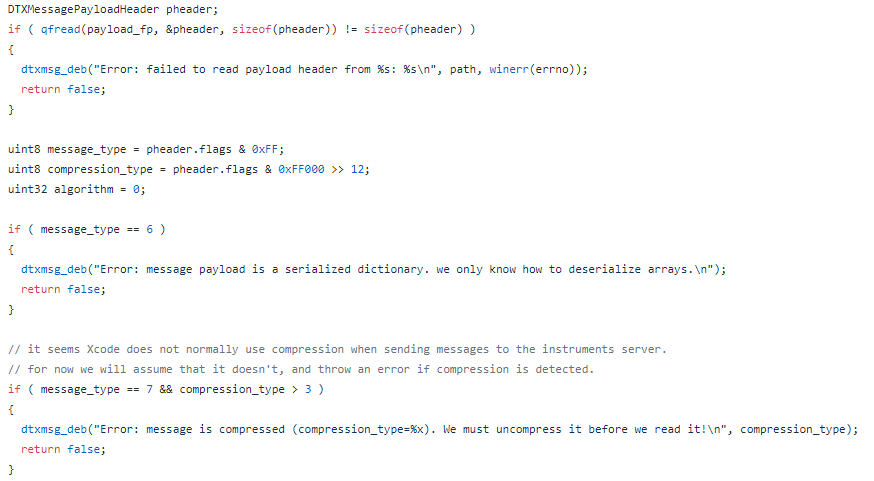 DTXMessagePayloadHeader pheader;
if ( qfread(payload_fp, &pheader, sizeof(pheader)) != sizeof(pheader) )
{
  dtxmsg_deb("Error: failed to read payload header from %s: %s\n", path, winerr(errno));
  return false;
}

uint8 message_type = pheader.flags & 0xFF;
uint8 compression_type = pheader.flags & 0xFF000 >> 12;
uint32 algorithm = 0;

if ( message_type == 6 )
{
  dtxmsg_deb("Error: message payload is a serialized dictionary. we only know how to deserialize arrays.\n");
  return false;
}

// it seems Xcode does not normally use compression when sending messages to the instruments server.
// for now we will assume that it doesn't, and throw an error if compression is detected.
if ( message_type == 7 && compression_type > 3 )
{
  dtxmsg_deb("Error: message is compressed (compression_type=%x). We must uncompress it before we read it!\n", compression_type);
  return false;
}